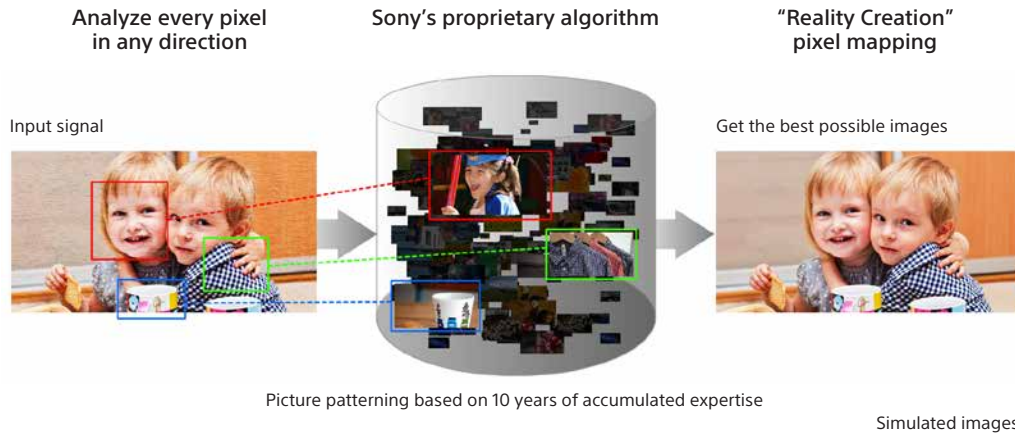 Analyze every pixel
in any direction
Sony’s proprietary algorithm
“Reality Creation”
pixel mapping
Input signal
Get the best possible images
Picture patterning based on 10 years of accumulated expertise
Simulated images